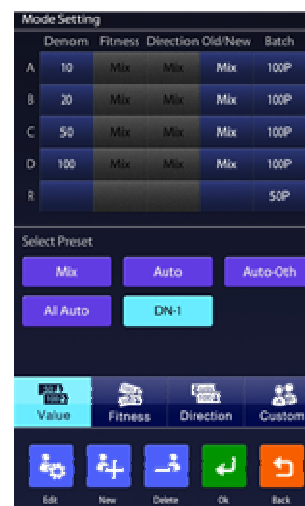 Mode Setting
Denom Fitness Direction Old/New Batch
A 10 Mix Mix Mix 100P
B 20 Mix Mix Mix 100P
C 50 Mix Mix Mix 100P
D 100 Mix Mix Mix 100P
R 50P
Select Preset
Mix Auto Auto-0th
Al Auto DN-1
Value Fitness Direction Custom
Edit New Delete Ok Back